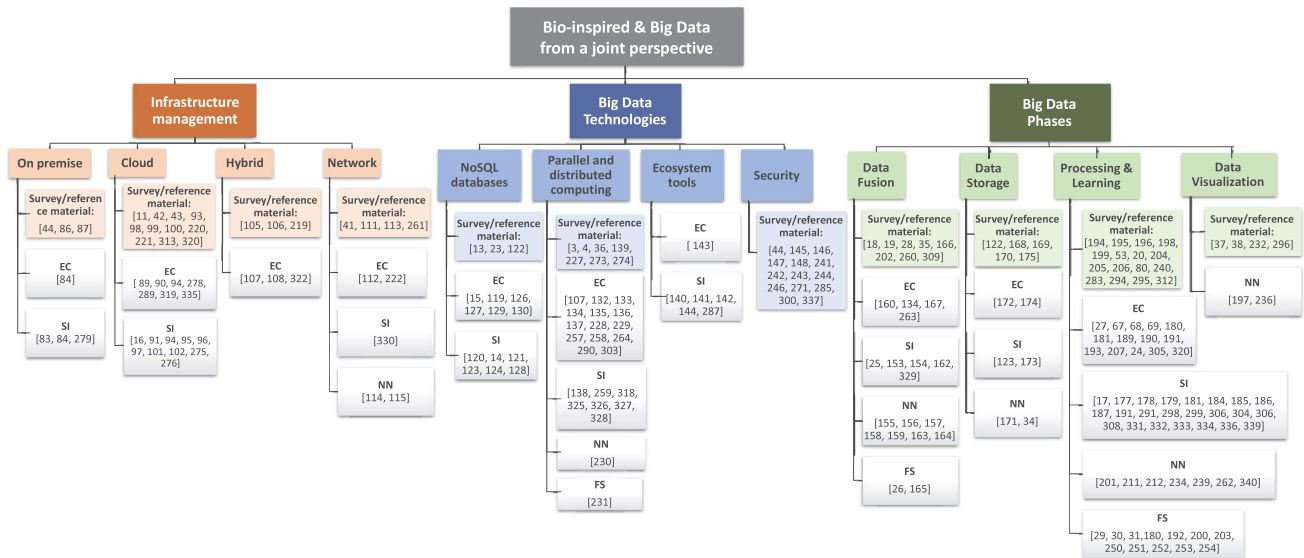 Bio-inspired & Big Data
from a joint perspective
Infrastructure
management
On premise
Survey/referen
ce material:
[44, 86, 87]
EC
[84]
SI
[83, 84, 279]
Cloud
Survey/reference
material:
[11, 42, 43, 93,
98, 99, 100, 220,
221, 313, 320]
EC
[ 89, 90, 94, 278,
289, 319, 335]
SI
[16, 91, 94, 95, 96,
97, 101, 102, 275,
276]
Hybrid
Survey/reference
material:
[105, 106, 219]
EC
[107, 108, 322]
Network
Survey/reference
material:
[41, 111, 113, 261]
EC
[112, 222]
SI
[330]
NN
[114, 115]
Big Data
Technologies
NoSQL
databases
Survey/reference
material:
[13, 23, 122]
EC
[15, 119, 126,
127, 129, 130]
SI
[120, 14, 121,
123, 124, 128]
Parallel and
distributed
computing
Survey/reference
material:
[3, 4, 36, 139,
227, 273, 274]
EC
[107, 132, 133,
134, 135, 136,
137, 228, 229,
257, 258, 264,
290, 303]
SI
[138, 259, 318,
325, 326, 327,
328]
NN
[230]
FS
[231]
Ecosystem
tools
EC
[ 143]
SI
[140, 141, 142,
144, 287]
Security
Survey/reference
material:
[44, 145, 146,
147, 148, 241,
242, 243, 244,
246, 271, 285,
300, 337]
Big Data
Phases
Data
Fusion
Survey/reference
material:
[18, 19, 28, 35, 166,
202, 260, 309]
EC
[160, 134, 167,
263]
SI
[25, 153, 154, 162,
329]
NN
[155, 156, 157,
158, 159, 163, 164]
FS
[26, 165]
Data
Storage
Survey/reference
material:
[122, 168, 169,
170, 175]
EC
[172, 174]
SI
[123, 173]
NN
[171, 34]
Processing &
Learning
Survey/reference
material:
[194, 195, 196, 198,
199, 53, 20, 204,
205, 206, 80, 240,
283, 294, 295, 312]
EC
[27, 67, 68, 69, 180,
181, 189, 190, 191,
193, 207, 24, 305, 320]
SI
[17, 177, 178, 179, 181, 184, 185, 186,
187, 191, 291, 298, 299, 306, 304, 306,
308, 331, 332, 333, 334, 336, 339]
NN
[201, 211, 212, 234, 239, 262, 340]
FS
[29, 30, 31,180, 192, 200, 203,
250, 251, 252, 253, 254]
Data
Visualization
Survey/reference
material:
[37, 38, 232, 296]
NN
[197, 236]